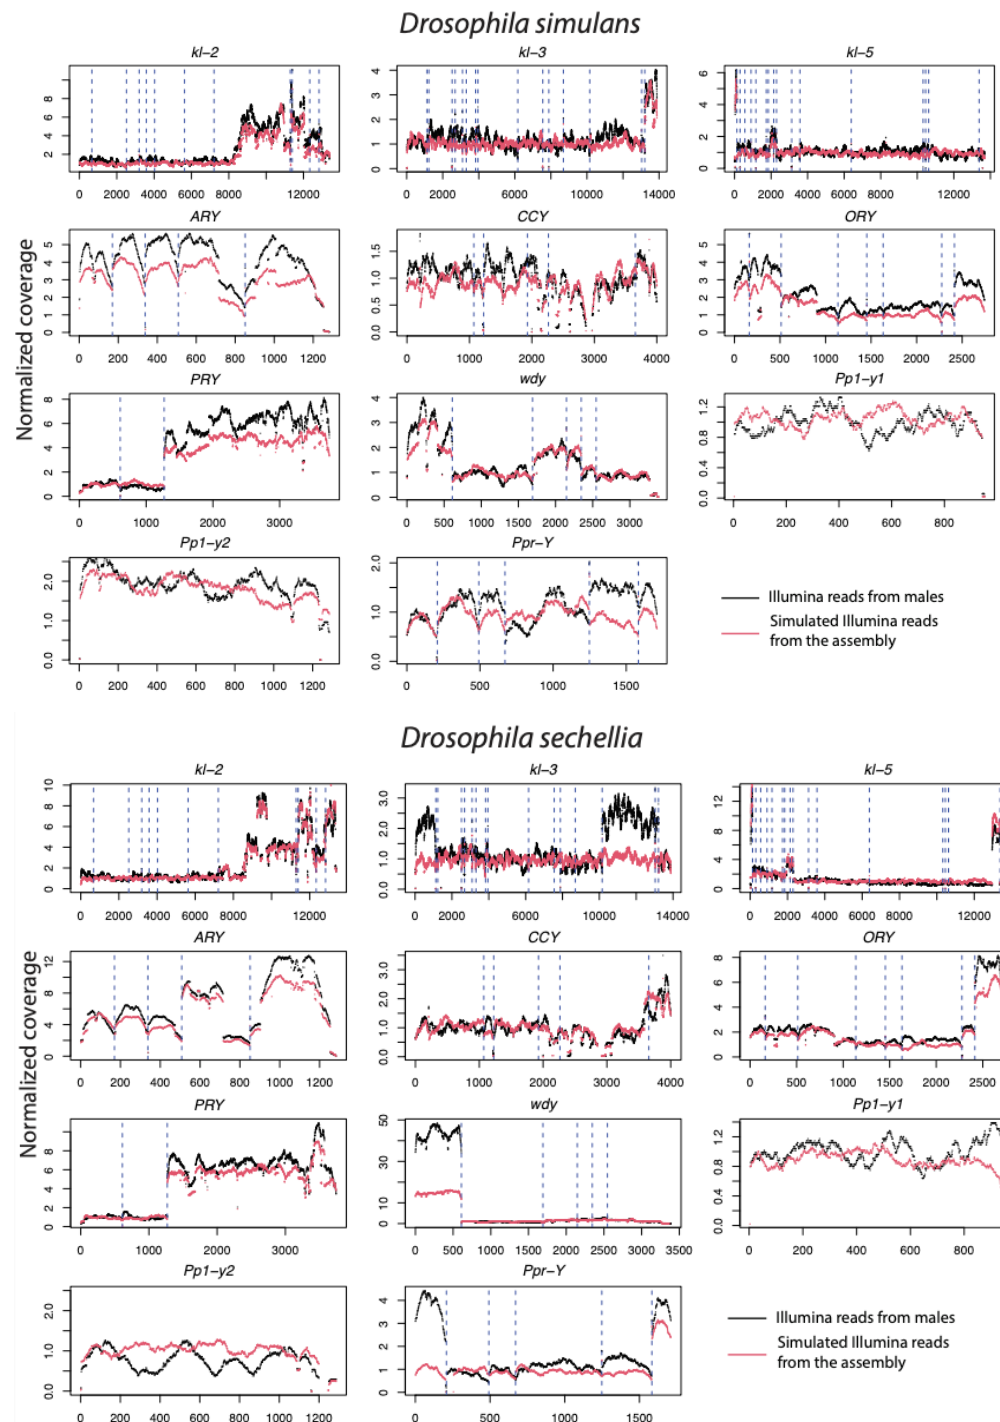 Drosophila simulans
kl-2
kl-3
kl-5
2 4 6 8
0 1 2 3 4
0 2 4 6
0 2000 4000 6000 8000 10000 12000
0 2000 6000 10000 14000
0 2000 4000 8000 12000
ARY
CCY
ORY
Normalized coverage
0 1 2 3 4 5
0.0 0.5 1.0 1.5
0 1 2 3 4 5
0 200 400 600 800 1000 1200
0 1000 2000 3000 4000
0 500 1000 1500 2000 2500
PRY
wdy
Pp1-y1
0 2 4 6 8
0 1 2 3 4
0.0 0.4 0.8 1.2
0 1000 2000 3000
0 500 1000 1500 2000 2500 3000
0 200 400 600 800
Pp1-y2
Ppr-Y
0.0 1.0 2.0
0.0 1.0 2.0
0 200 400 600 800 1000 1200
0 500 1000 1500
Illumina reads from males
Simulated Illumina reads
from the assembly
Drosophila sechellia
kl-2
kl-3
kl-5
0 2 4 6 8 10
0.0 1.0 2.0 3.0
0 4 8 12
0 2000 4000 6000 8000 10000 12000
0 2000 6000 10000 14000
0 2000 4000 8000 12000
ARY
CCY
ORY
Normalized coverage
0 4 8 12
0.0 1.0 2.0 3.0
0 2 4 6 8
0 200 400 600 800 1000 1200
0 1000 2000 3000 4000
0 500 1000 1500 2000 2500
PRY
wdy
Pp1-y1
0 2 4 6 8
0 10 30 50
0.0 0.4 0.8 1.2
0 1000 2000 3000
0 500 1000 1500 2000 2500 3000 3400
0 200 400 600 800
Pp1-y2
Ppr-Y
0.0 1.0 2.0
0 1 2 3 4
0 200 400 600 800 1000 1200
0 500 1000 1500
Illumina reads from males
Simulated Illumina reads
from the assembly